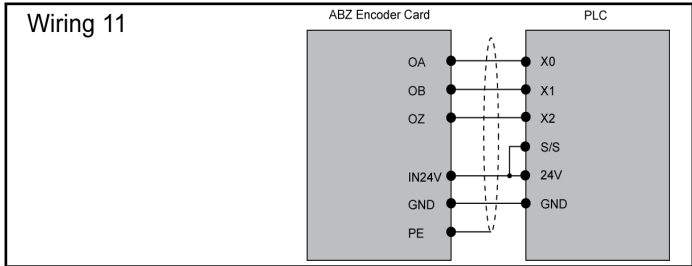 Wiring 11
ABZ Encoder Card
PLC
OA
X0
OB
X1
OZ
X2
S/S
IN24V
24V
GND
GND
PE